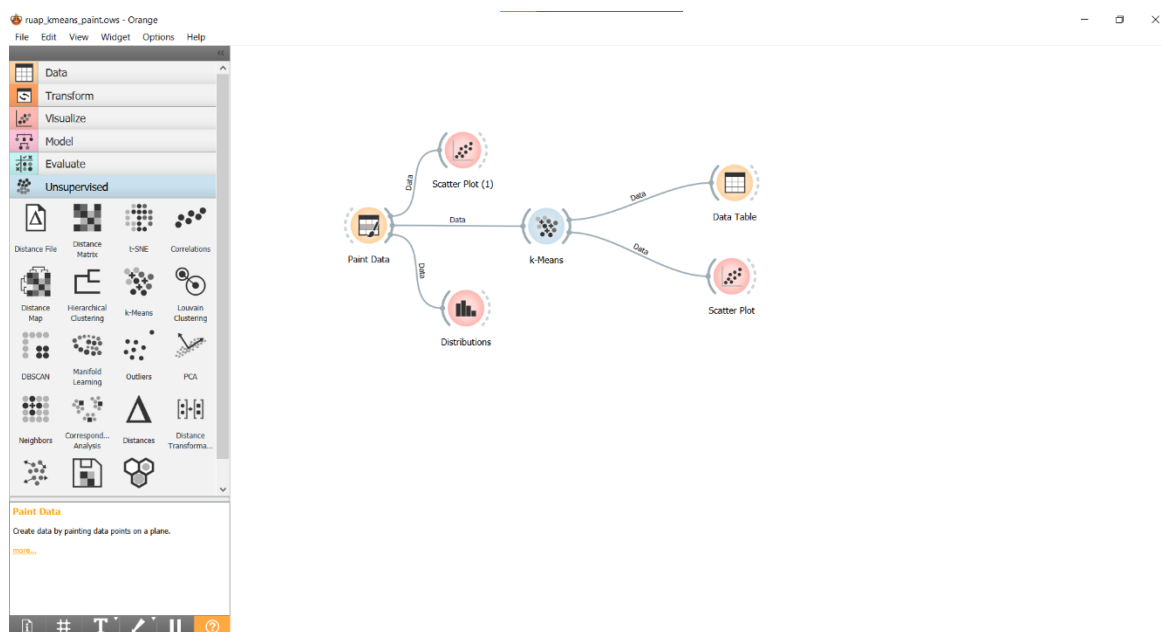 ruap_kmeans_paint.ows - Orange
File Edit View Widget Options Help
Data
Transform
Visualize
Model
Evaluate
Unsupervised
Distance File
Distance
Matrix
t-SNE
Correlations
Distance
Map
Hierarchical
Clustering
k-Means
Louvain
Clustering
DBSCAN
Manifold
Learning
Outliers
PCA
Neighbors
Correspond...
Analysis
Distances
Distance
Transforma...
Paint Data
Create data by painting data points on a plane.
more...
Scatter Plot (1)
Data
Data
Data
Paint Data
k-Means
Distributions
Data
Data
Data Table
Scatter Plot